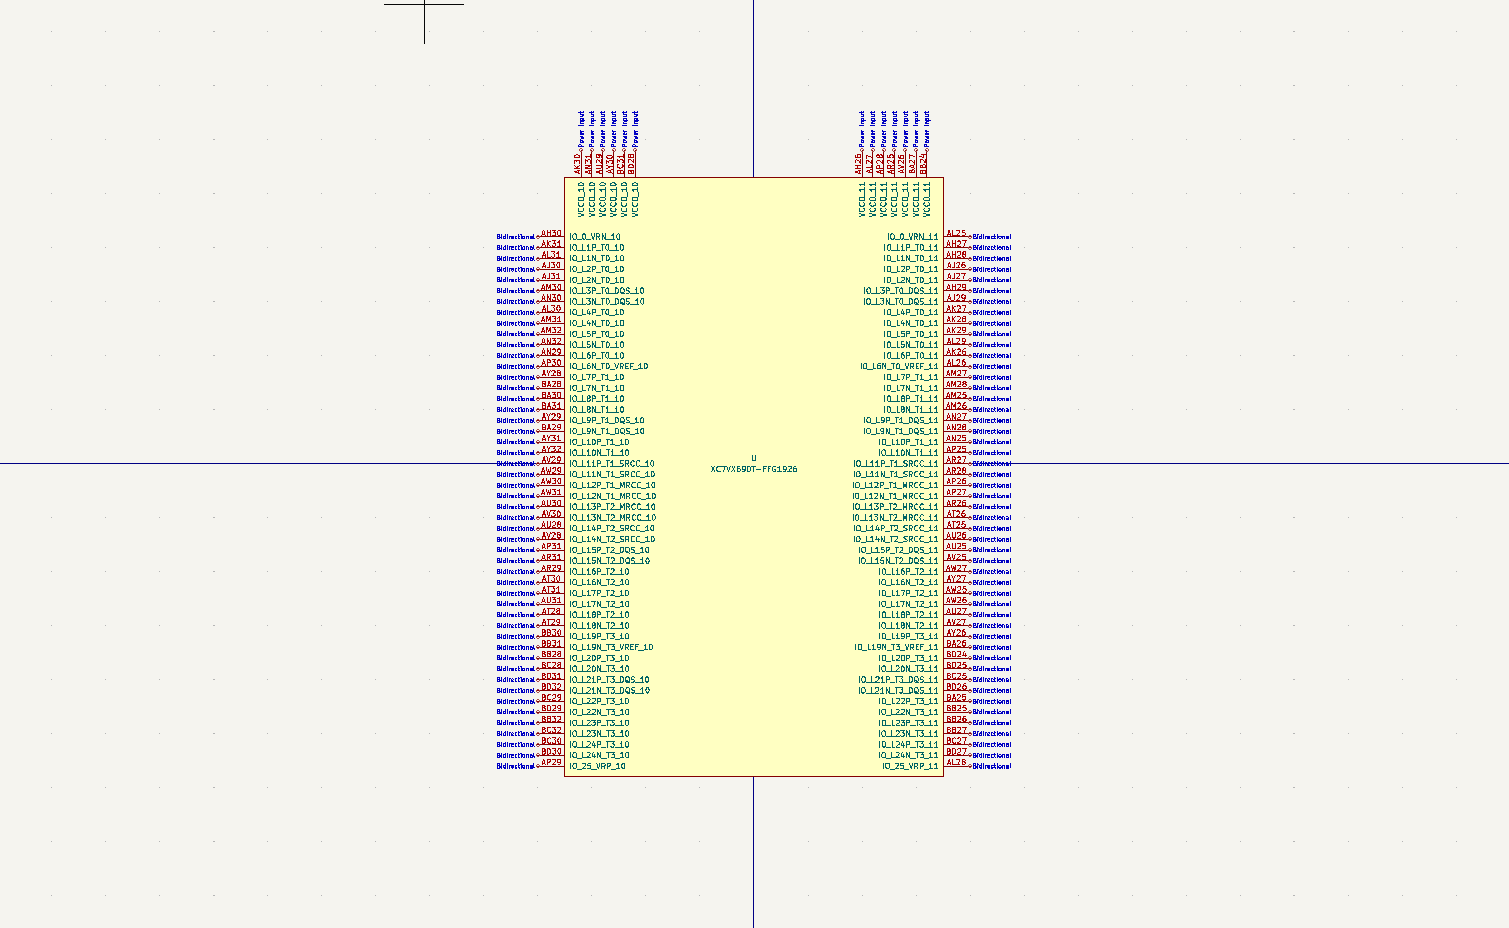 Power Input Power Input Power Input Power Input Power Input Power Input Power Input Power Input Power Input Power Input Power Input Power Input Power Input
AK30 AN31 AU29 AY30 BC31 BD28 AH26 AL27 AP28 AR25 AV26 BA27 BB24
VCCO_10 VCCO_10 VCCO_10 VCCO_10 VCCO_10 VCCO_10 VCCO_11 VCCO_11 VCCO_11 VCCO_11 VCCO_11 VCCO_11 VCCO_11
Bidirectional AH30 IO_0_VRN_10 IO_0_VRN_11 AL25 Bidirectional
Bidirectional AK31 IO_L1P_T0_10 IO_L1P_T0_11 AH27 Bidirectional
Bidirectional AL31 IO_L1N_T0_10 IO_L1N_T0_11 AH28 Bidirectional
Bidirectional AJ30 IO_L2P_T0_10 IO_L2P_T0_11 AJ26 Bidirectional
Bidirectional AJ31 IO_L2N_T0_10 IO_L2N_T0_11 AJ27 Bidirectional
Bidirectional AM30 IO_L3P_T0_DQS_10 IO_L3P_T0_DQS_11 AH29 Bidirectional
Bidirectional AN30 IO_L3N_T0_DQS_10 IO_L3N_T0_DQS_11 AJ29 Bidirectional
Bidirectional AL30 IO_L4P_T0_10 IO_L4P_T0_11 AK27 Bidirectional
Bidirectional AM31 IO_L4N_T0_10 IO_L4N_T0_11 AK28 Bidirectional
Bidirectional AM32 IO_L5P_T0_10 IO_L5P_T0_11 AK29 Bidirectional
Bidirectional AN32 IO_L5N_T0_10 IO_L5N_T0_11 AL29 Bidirectional
Bidirectional AN29 IO_L6P_T0_10 IO_L6P_T0_11 AK26 Bidirectional
Bidirectional AP30 IO_L6N_T0_VREF_10 IO_L6N_T0_VREF_11 AL26 Bidirectional
Bidirectional AY28 IO_L7P_T1_10 IO_L7P_T1_11 AM27 Bidirectional
Bidirectional BA28 IO_L7N_T1_10 IO_L7N_T1_11 AM28 Bidirectional
Bidirectional BA30 IO_L8P_T1_10 IO_L8P_T1_11 AM25 Bidirectional
Bidirectional BA31 IO_L8N_T1_10 IO_L8N_T1_11 AM26 Bidirectional
Bidirectional AY29 IO_L9P_T1_DQS_10 IO_L9P_T1_DQS_11 AN27 Bidirectional
Bidirectional BA29 IO_L9N_T1_DQS_10 IO_L9N_T1_DQS_11 AN28 Bidirectional
Bidirectional AY31 IO_L10P_T1_10 IO_L10P_T1_11 AN25 Bidirectional
Bidirectional AY32 IO_L10N_T1_10 IO_L10N_T1_11 AP25 Bidirectional
U
Bidirectional AV29 IO_L11P_T1_SRCC_10 IO_L11P_T1_SRCC_11 AR27 Bidirectional
XC7VX690T-FFG1926
Bidirectional AW29 IO_L11N_T1_SRCC_10 IO_L11N_T1_SRCC_11 AR28 Bidirectional
Bidirectional AW30 IO_L12P_T1_MRCC_10 IO_L12P_T1_MRCC_11 AP26 Bidirectional
Bidirectional AW31 IO_L12N_T1_MRCC_10 IO_L12N_T1_MRCC_11 AP27 Bidirectional
Bidirectional AU30 IO_L13P_T2_MRCC_10 IO_L13P_T2_MRCC_11 AR26 Bidirectional
Bidirectional AV30 IO_L13N_T2_MRCC_10 IO_L13N_T2_MRCC_11 AT26 Bidirectional
Bidirectional AU28 IO_L14P_T2_SRCC_10 IO_L14P_T2_SRCC_11 AT25 Bidirectional
Bidirectional AV28 IO_L14N_T2_SRCC_10 IO_L14N_T2_SRCC_11 AU26 Bidirectional
Bidirectional AP31 IO_L15P_T2_DQS_10 IO_L15P_T2_DQS_11 AU25 Bidirectional
Bidirectional AR31 IO_L15N_T2_DQS_10 IO_L15N_T2_DQS_11 AV25 Bidirectional
Bidirectional AR29 IO_L16P_T2_10 IO_L16P_T2_11 AW27 Bidirectional
Bidirectional AT30 IO_L16N_T2_10 IO_L16N_T2_11 AY27 Bidirectional
Bidirectional AT31 IO_L17P_T2_10 IO_L17P_T2_11 AW25 Bidirectional
Bidirectional AU31 IO_L17N_T2_10 IO_L17N_T2_11 AW26 Bidirectional
Bidirectional AT28 IO_L18P_T2_10 IO_L18P_T2_11 AU27 Bidirectional
Bidirectional AT29 IO_L18N_T2_10 IO_L18N_T2_11 AV27 Bidirectional
Bidirectional BB30 IO_L19P_T3_10 IO_L19P_T3_11 AY26 Bidirectional
Bidirectional BB31 IO_L19N_T3_VREF_10 IO_L19N_T3_VREF_11 BA26 Bidirectional
Bidirectional BB28 IO_L20P_T3_10 IO_L20P_T3_11 BD24 Bidirectional
Bidirectional BC28 IO_L20N_T3_10 IO_L20N_T3_11 BD25 Bidirectional
Bidirectional BD31 IO_L21P_T3_DQS_10 IO_L21P_T3_DQS_11 BC25 Bidirectional
Bidirectional BD32 IO_L21N_T3_DQS_10 IO_L21N_T3_DQS_11 BD26 Bidirectional
Bidirectional BC29 IO_L22P_T3_10 IO_L22P_T3_11 BA25 Bidirectional
Bidirectional BD29 IO_L22N_T3_10 IO_L22N_T3_11 BB25 Bidirectional
Bidirectional BB32 IO_L23P_T3_10 IO_L23P_T3_11 BB26 Bidirectional
Bidirectional BC32 IO_L23N_T3_10 IO_L23N_T3_11 BB27 Bidirectional
Bidirectional BC30 IO_L24P_T3_10 IO_L24P_T3_11 BC27 Bidirectional
Bidirectional BD30 IO_L24N_T3_10 IO_L24N_T3_11 BD27 Bidirectional
Bidirectional AP29 IO_25_VRP_10 IO_25_VRP_11 AL28 Bidirectional